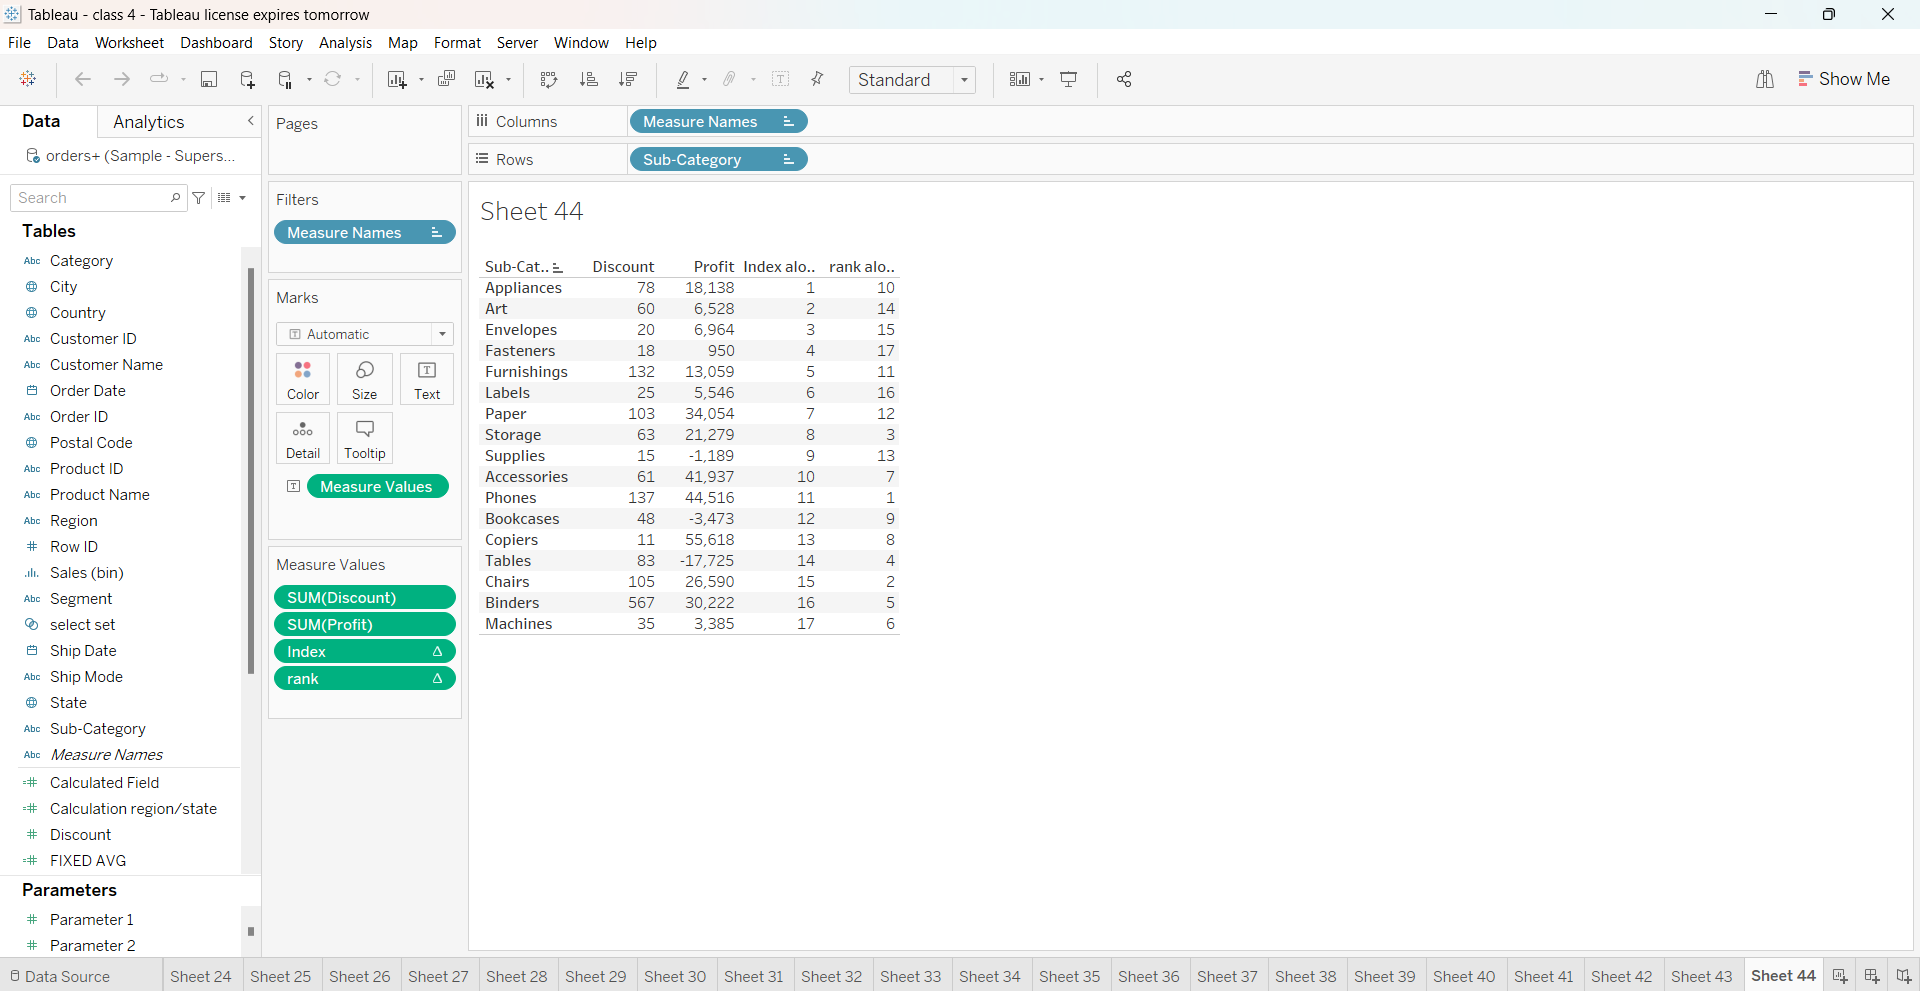 Tableau - class 4 - Tableau license expires tomorrow
File Data Worksheet Dashboard Story Analysis Map Format Server Window Help
Standard
Show Me
Data Analytics
orders+ (Sample - Supers...
Search
Tables
Abc Category
City
Country
Abc Customer ID
Abc Customer Name
Order Date
Abc Order ID
Postal Code
Abc Product ID
Abc Product Name
Abc Region
# Row ID
Sales (bin)
Abc Segment
select set
Ship Date
Abc Ship Mode
State
Abc Sub-Category
Abc Measure Names
=# Calculated Field
=# Calculation region/state
# Discount
=# FIXED AVG
Parameters
# Parameter 1
# Parameter 2
Pages
Filters
Measure Names
Marks
T Automatic
Color Size T Text
Detail Tooltip
T Measure Values
Measure Values
SUM(Discount)
SUM(Profit)
Index Δ
rank Δ
Columns Measure Names
Rows Sub-Category
Sheet 44
Sub-Cat.. Discount Profit Index alo.. rank alo..
Appliances 78 18,138 1 10
Art 60 6,528 2 14
Envelopes 20 6,964 3 15
Fasteners 18 950 4 17
Furnishings 132 13,059 5 11
Labels 25 5,546 6 16
Paper 103 34,054 7 12
Storage 63 21,279 8 3
Supplies 15 -1,189 9 13
Accessories 61 41,937 10 7
Phones 137 44,516 11 1
Bookcases 48 -3,473 12 9
Copiers 11 55,618 13 8
Tables 83 -17,725 14 4
Chairs 105 26,590 15 2
Binders 567 30,222 16 5
Machines 35 3,385 17 6
Data Source Sheet 24 Sheet 25 Sheet 26 Sheet 27 Sheet 28 Sheet 29 Sheet 30 Sheet 31 Sheet 32 Sheet 33 Sheet 34 Sheet 35 Sheet 36 Sheet 37 Sheet 38 Sheet 39 Sheet 40 Sheet 41 Sheet 42 Sheet 43 Sheet 44